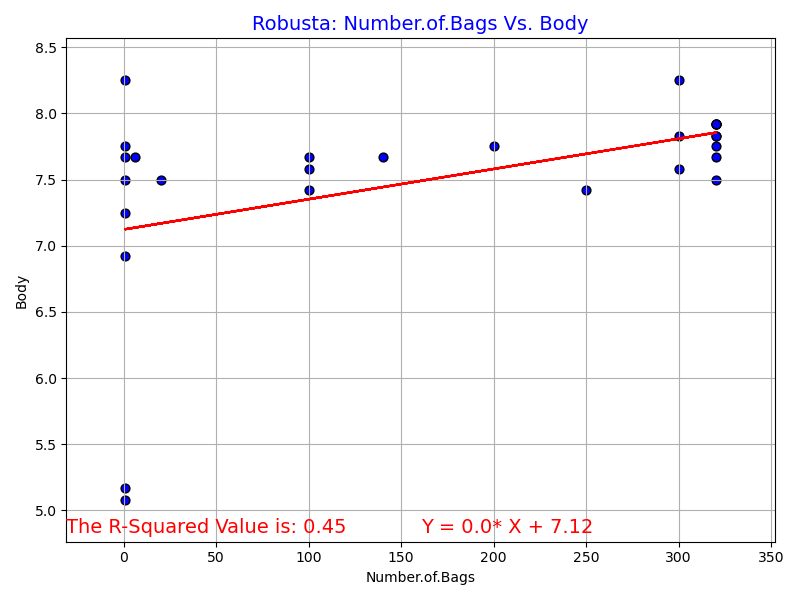 Robusta: Number.of.Bags Vs. Body
8.5
8.0
7.5
7.0
6.5
6.0
5.5
5.0
Body
The R-Squared Value is: 0.45 Y = 0.0* X + 7.12
0 50 100 150 200 250 300 350
Number.of.Bags